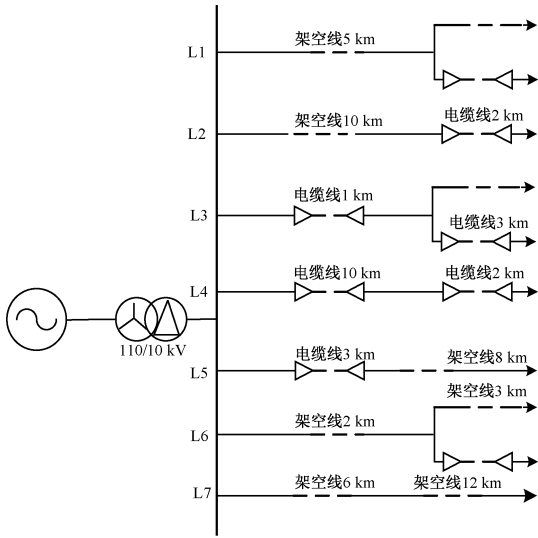 L1
架空线5 km
L2
架空线10 km
电缆线2 km
L3
电缆线1 km
电缆线3 km
L4
电缆线10 km
电缆线2 km
110/10 kV
L5
电缆线3 km
架空线8 km
L6
架空线2 km
架空线3 km
L7
架空线6 km
架空线12 km